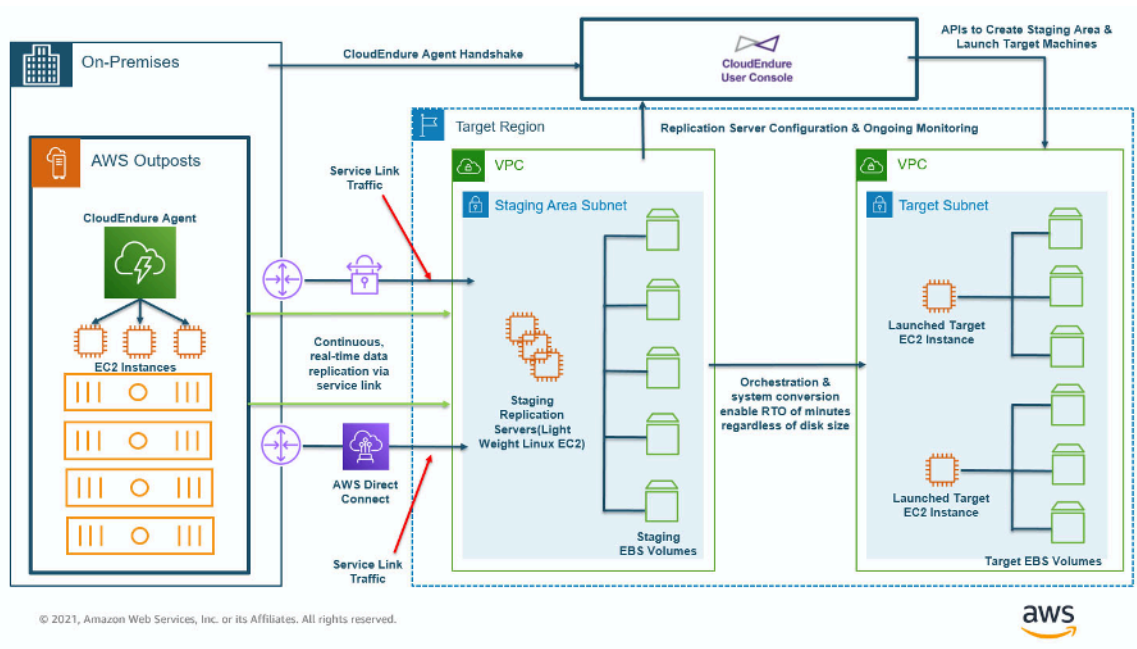 On-Premises
CloudEndure Agent Handshake
CloudEndure
User Console
APIs to Create Staging Area &
Launch Target Machines
Target Region
Replication Server Configuration & Ongoing Monitoring
AWS Outposts
CloudEndure Agent
EC2 Instances
Service Link
Traffic
VPC
Staging Area Subnet
Continuous,
real-time data
replication via
service link
Staging
Replication
Servers(Light
Weight Linux EC2)
AWS Direct
Connect
Service Link
Traffic
Staging
EBS Volumes
Orchestration &
system conversion
enable RTO of minutes
regardless of disk size
VPC
Target Subnet
Launched Target
EC2 Instance
Launched Target
EC2 Instance
Target EBS Volumes
© 2021, Amazon Web Services, Inc. or its Affiliates. All rights reserved.
aws